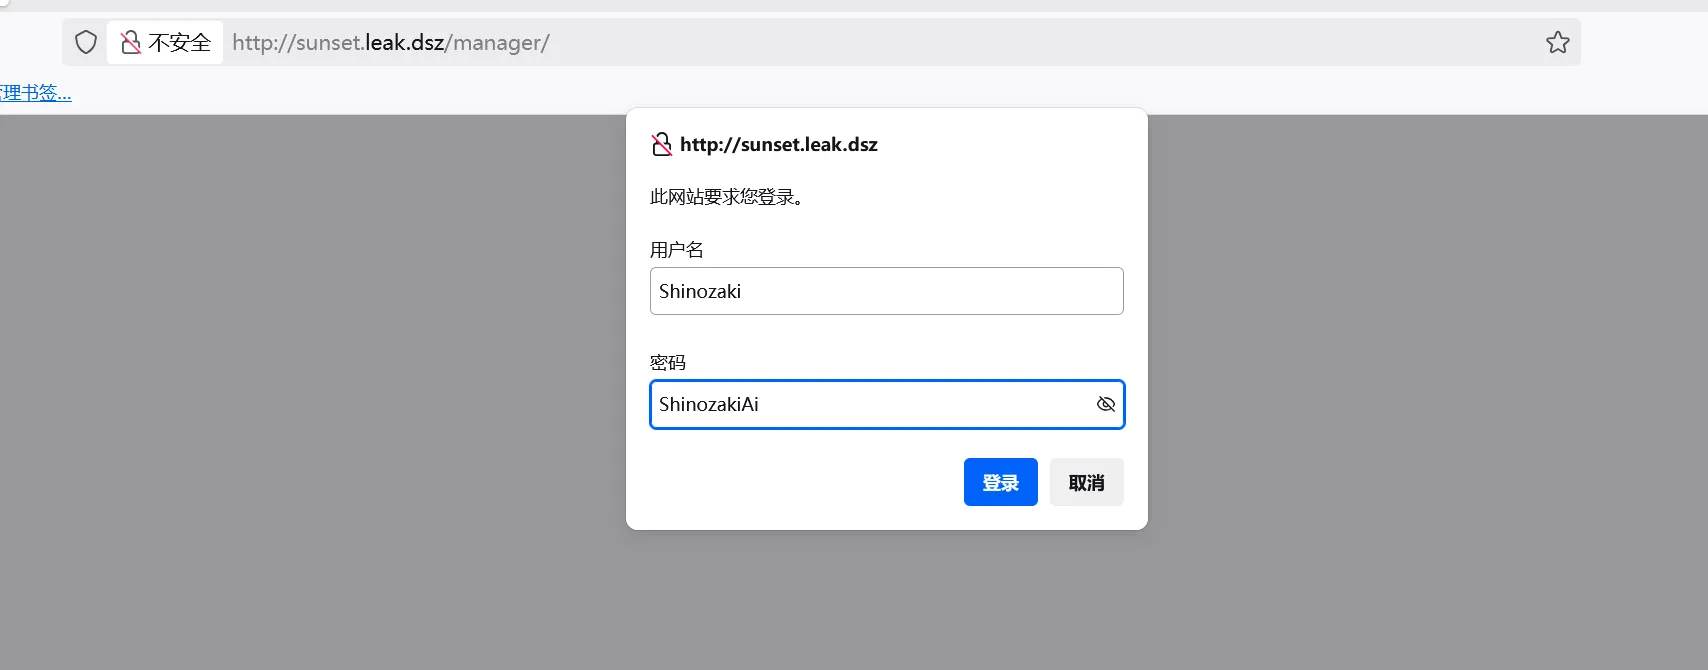 不安全 http://sunset.leak.dsz/manager/
理书签...
http://sunset.leak.dsz
此网站要求您登录。
用户名
Shinozaki
密码
ShinozakiAi
登录 取消